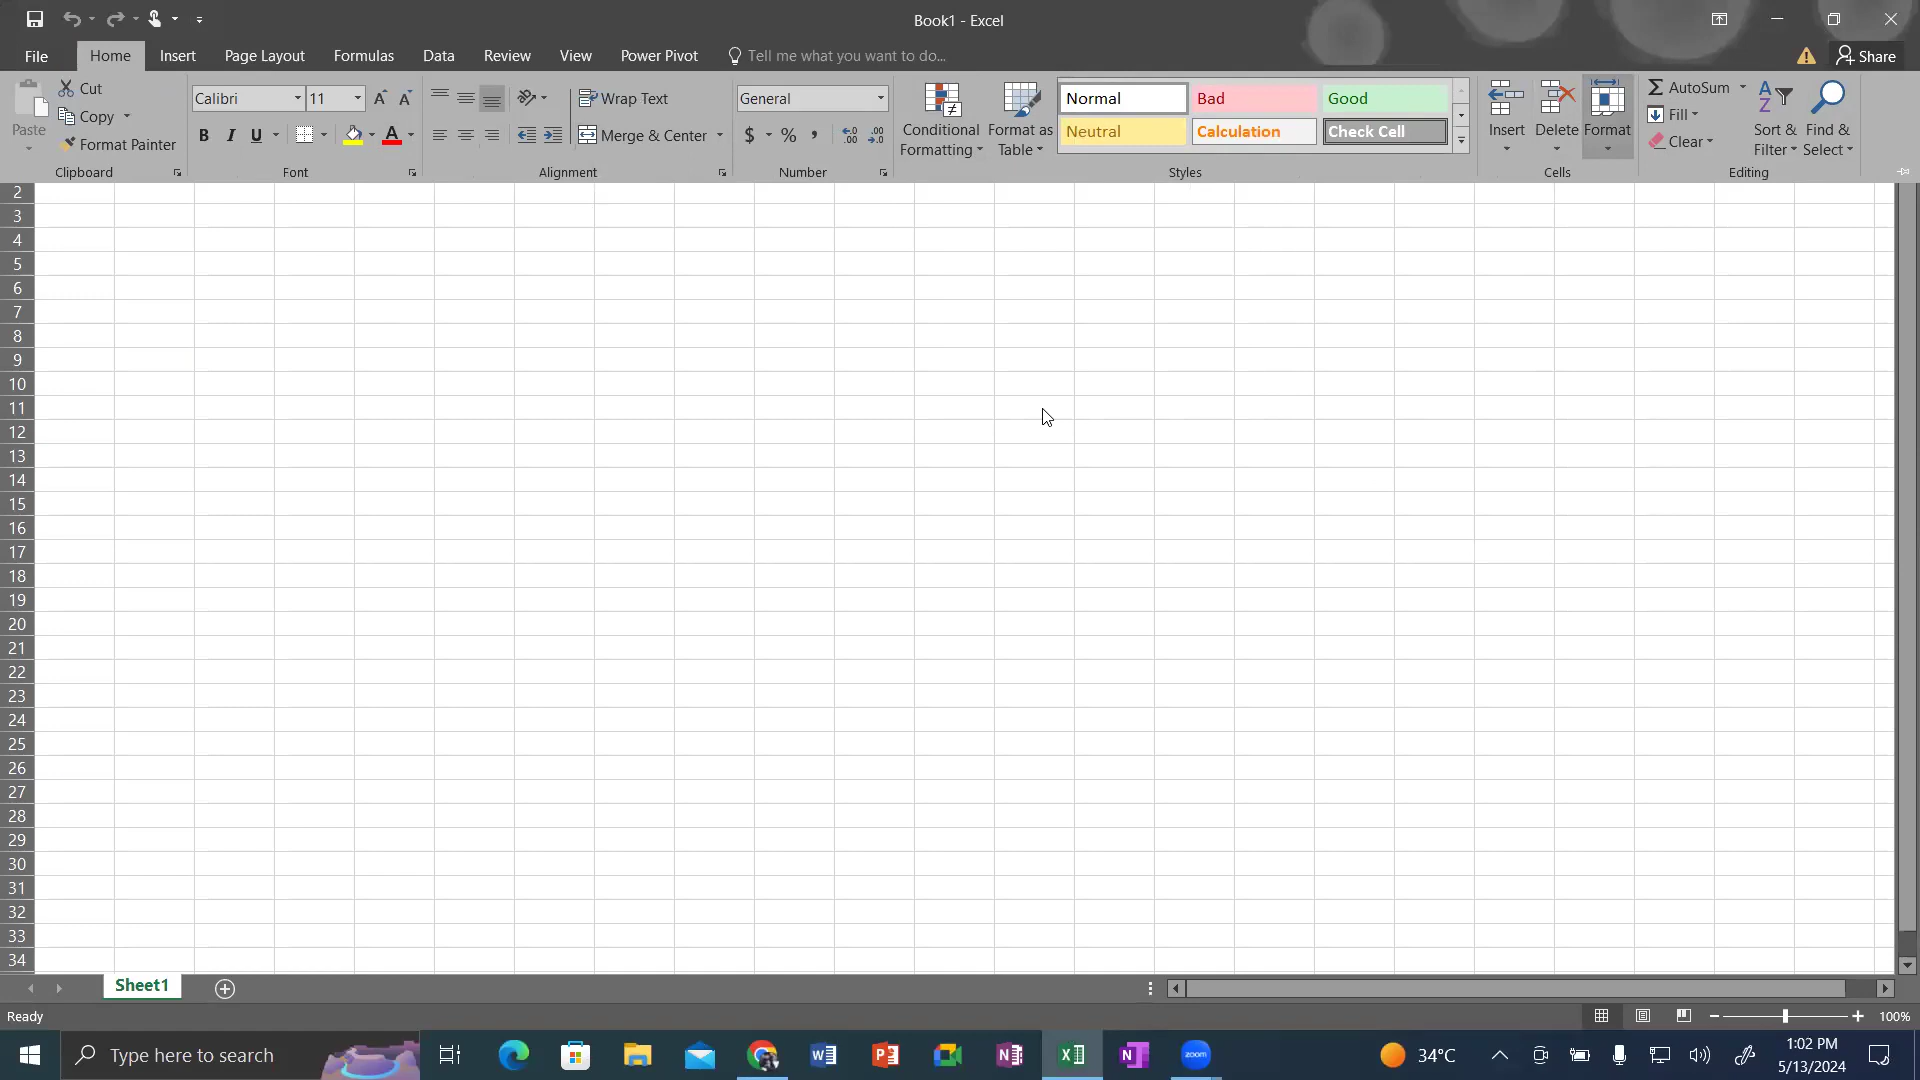 Book1 - Excel
File Home Insert Page Layout Formulas Data Review View Power Pivot Tell me what you want to do... Share
Paste
Cut
Copy
Format Painter
Clipboard
Calibri 11 A A
B I U A
Font
Wrap Text
Merge & Center
Alignment
General
$ % , .00 .00
Number
Conditional Formatting
Format as Table
Normal Bad Good
Neutral Calculation Check Cell
Styles
Insert Delete Format
Cells
AutoSum
Fill
Clear
Sort & Filter
Find & Select
Editing
2
3
4
5
6
7
8
9
10
11
12
13
14
15
16
17
18
19
20
21
22
23
24
25
26
27
28
29
30
31
32
33
34
Sheet1
Ready 100%
Type here to search zoom 34°C 1:02 PM
5/13/2024